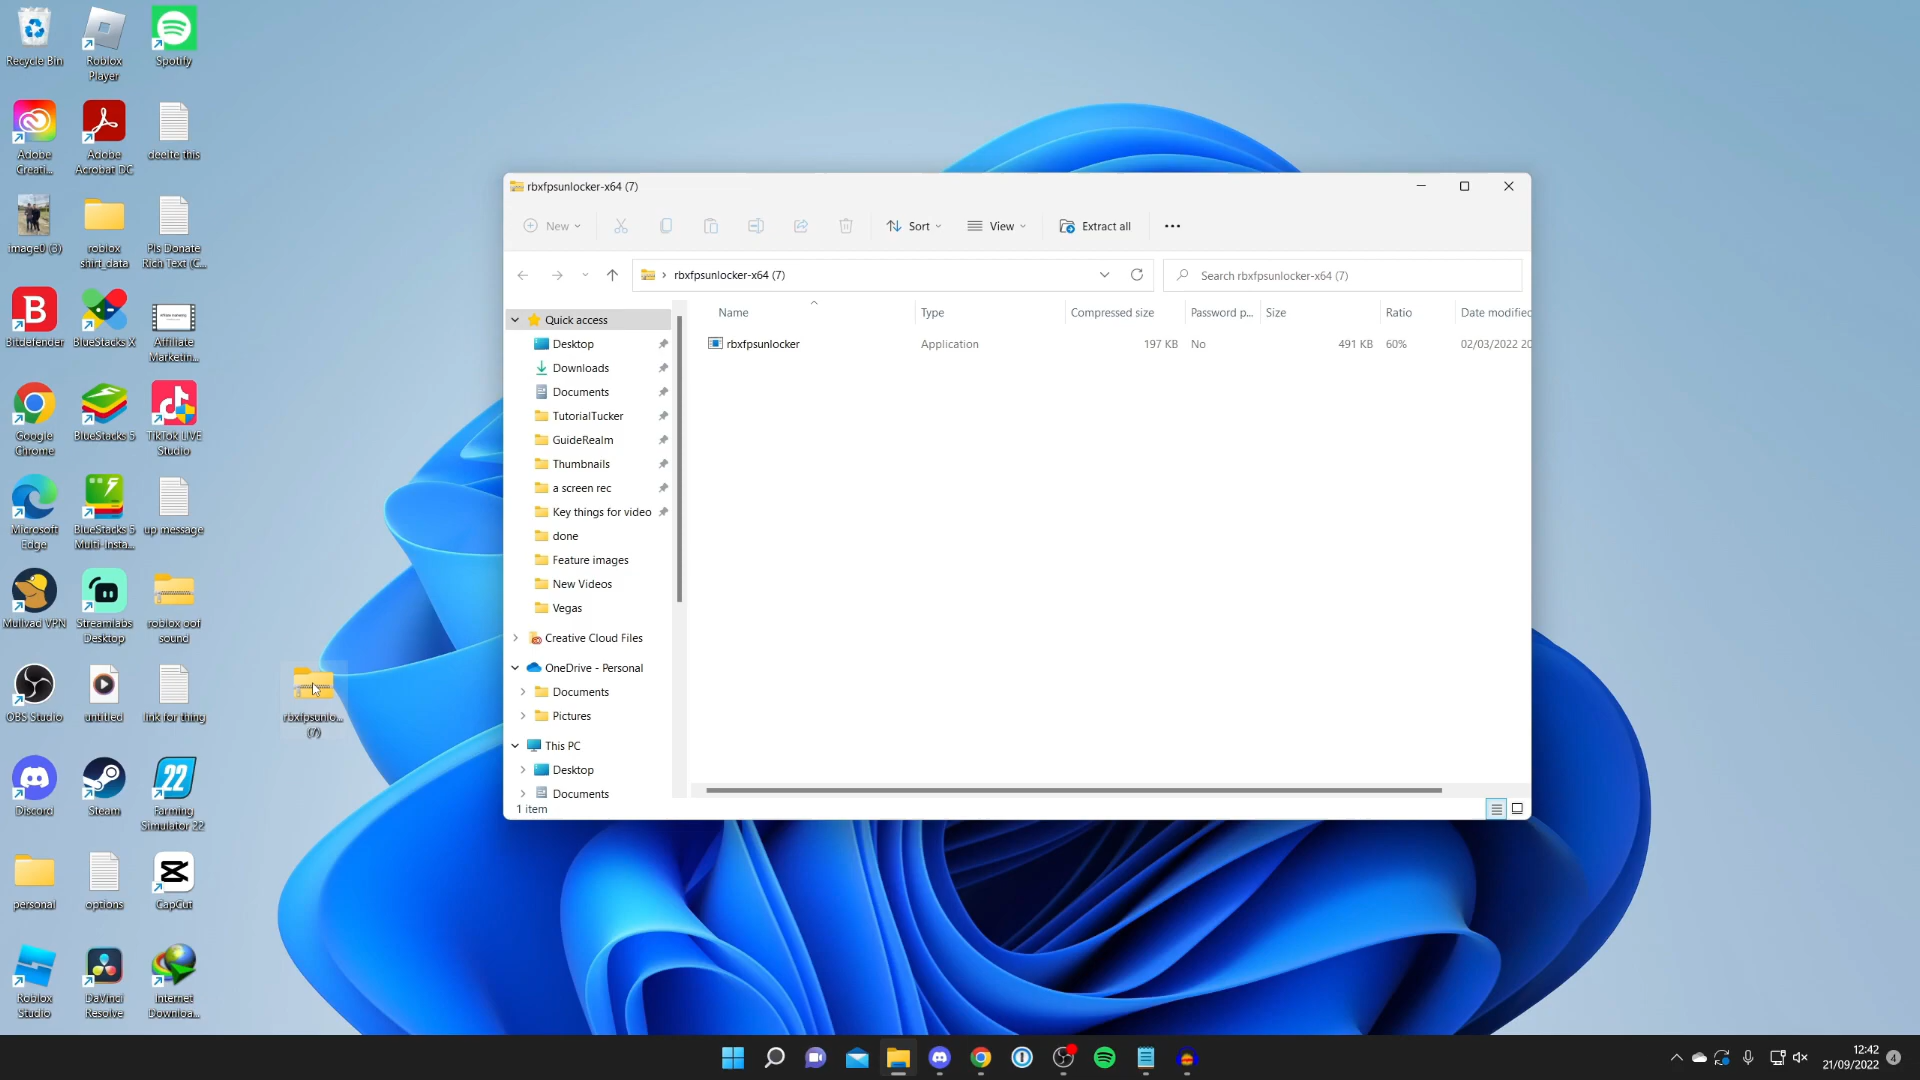 Recycle Bin
Roblox
Player
Spotify
Adobe
Creati...
Adobe
Acrobat DC
deelte this
image0 (3)
roblox
shirt_data
Pls Donate
Rich Text (C...
Bitdefender
BlueStacks X
Affiliate
Marketin...
Google
Chrome
BlueStacks 5
TikTok LIVE
Studio
Microsoft
Edge
BlueStacks 5
Multi-Insta...
up message
Mullvad VPN
Streamlabs
Desktop
roblox oof
sound
OBS Studio
untitled
link for thing
rbxfpsunlo...
(7)
Discord
Steam
Farming
Simulator 22
personal
options
CapCut
Roblox
Studio
DaVinci
Resolve
Internet
Downloa...
rbxfpsunlocker-x64 (7)
New
Sort
View
Extract all
rbxfpsunlocker-x64 (7)
Search rbxfpsunlocker-x64 (7)
Quick access
Desktop
Downloads
Documents
TutorialTucker
GuideRealm
Thumbnails
a screen rec
Key things for video
done
Feature images
New Videos
Vegas
Creative Cloud Files
OneDrive - Personal
Documents
Pictures
This PC
Desktop
Documents
Name Type Compressed size Password p... Size Ratio Date modified
rbxfpsunlocker Application 197 KB No 491 KB 60% 02/03/2022 20
1 item
12:42
21/09/2022
4